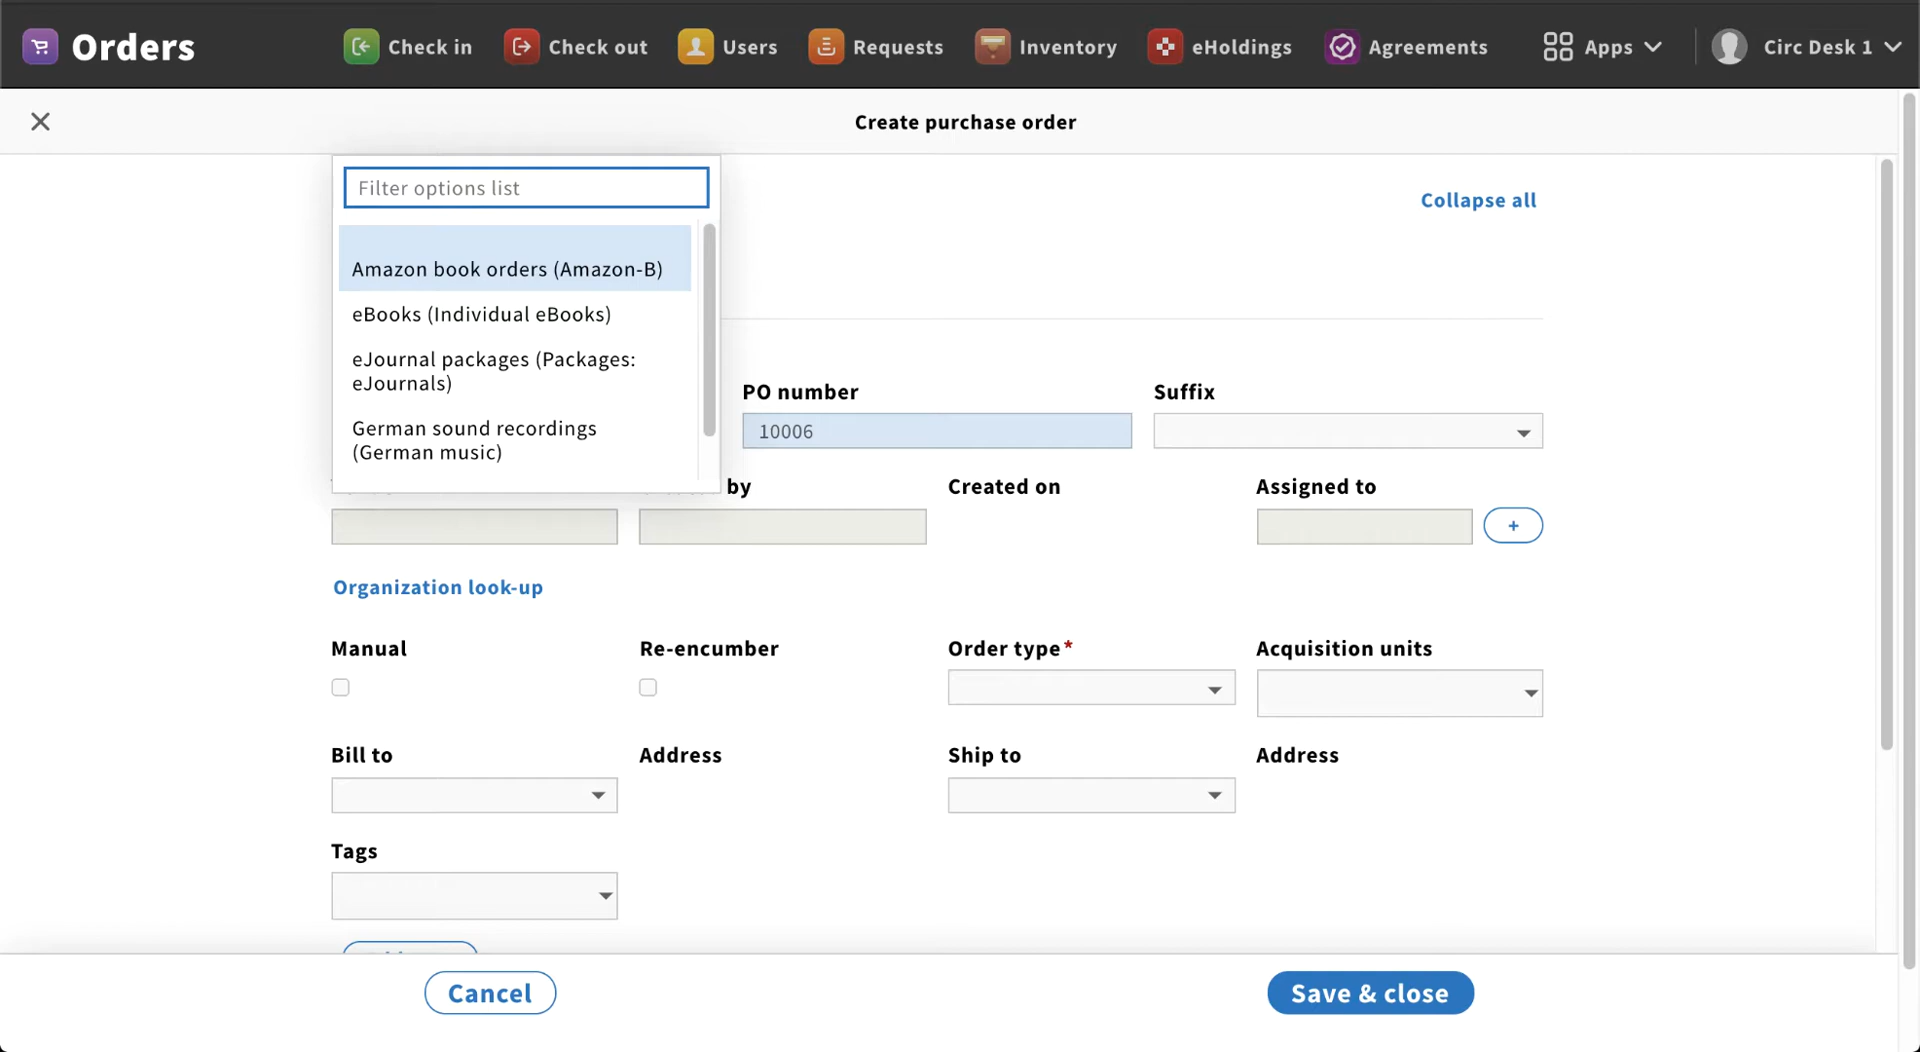 Orders
Check in
Check out
Users
Requests
Inventory
eHoldings
Agreements
Apps
Circ Desk 1
Create purchase order
Filter options list
Collapse all
Amazon book orders (Amazon-B)
eBooks (Individual eBooks)
eJournal packages (Packages:
eJournals)
German sound recordings
(German music)
PO number
Suffix
10006
by
Created on
Assigned to
+
Organization look-up
Manual
Re-encumber
Order type*
Acquisition units
Bill to
Address
Ship to
Address
Tags
Cancel
Save & close